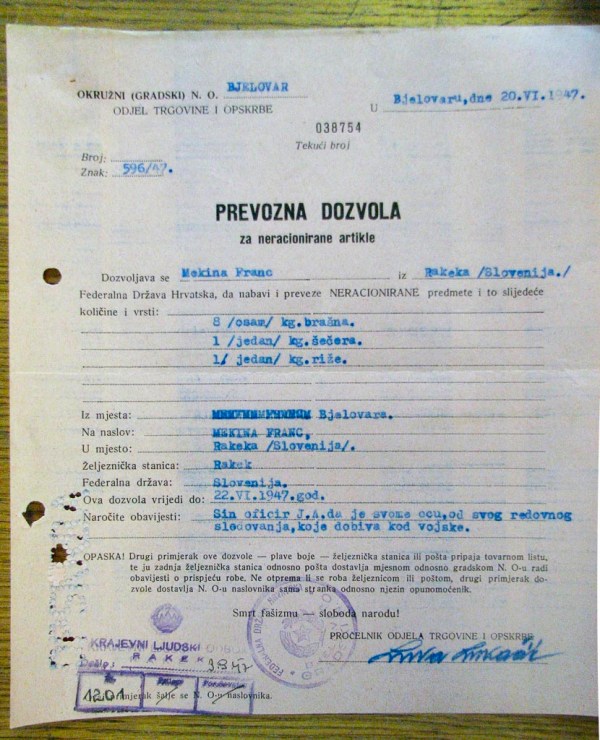 OKRUŽNI (GRADSKI) N. O. BJELOVAR
ODJEL TRGOVINE I OPSKRBE
U Bjelovaru,dne 20.VI.1947.
038754
Tekući broj
Broj:
Znak: 596/47.
PREVOZNA DOZVOLA
za neracionirane artikle
Dozvoljava se Mekina Franc iz Rakeka /Slovenija./
Federalna Država Hrvatska, da nabavi i preveze NERACIONIRANE predmete i to slijedeće
količine i vrsti:
8 /osam/ kg.brašna.
1 /jedan/ kg.šećera.
1/ jedan/ kg.riže.
Iz mjesta: Bjelovara.
Na naslov: MEKINA FRANC,
U mjesto: Rakeka /Slovenija/.
Željeznička stanica: Rakek
Federalna država: Slovenija.
Ova dozvola vrijedi do: 22.VI.1947.god.
Naročite obavijesti: Sin oficir J.A,da je svome ocu,od svog redovnog
sledovanja,koje dobiva kod vojske.
OPASKA! Drugi primjerak ove dozvole — plave boje — željeznička stanica ili pošta pripaja tovarnom listu,
te ju zadnja željeznička stanica odnosno pošta dostavlja mjesnom odnosno gradskom N. O-u radi
obavijesti o prispjeću robe. Ne otprema li se roba željeznicom ili poštom, drugi primjerak do-
zvole dostavlja N. O-u naslovnika sama stranka odnosno njezin opunomoćenik.
Smrt fašizmu — sloboda narodu!
PROČELNIK ODJELA TRGOVINE I OPSKRBE
KRAJEVNI LJUDSKI
RAKEK
Došlo:
1201
primjerak šalje se N. O-u naslovnika.